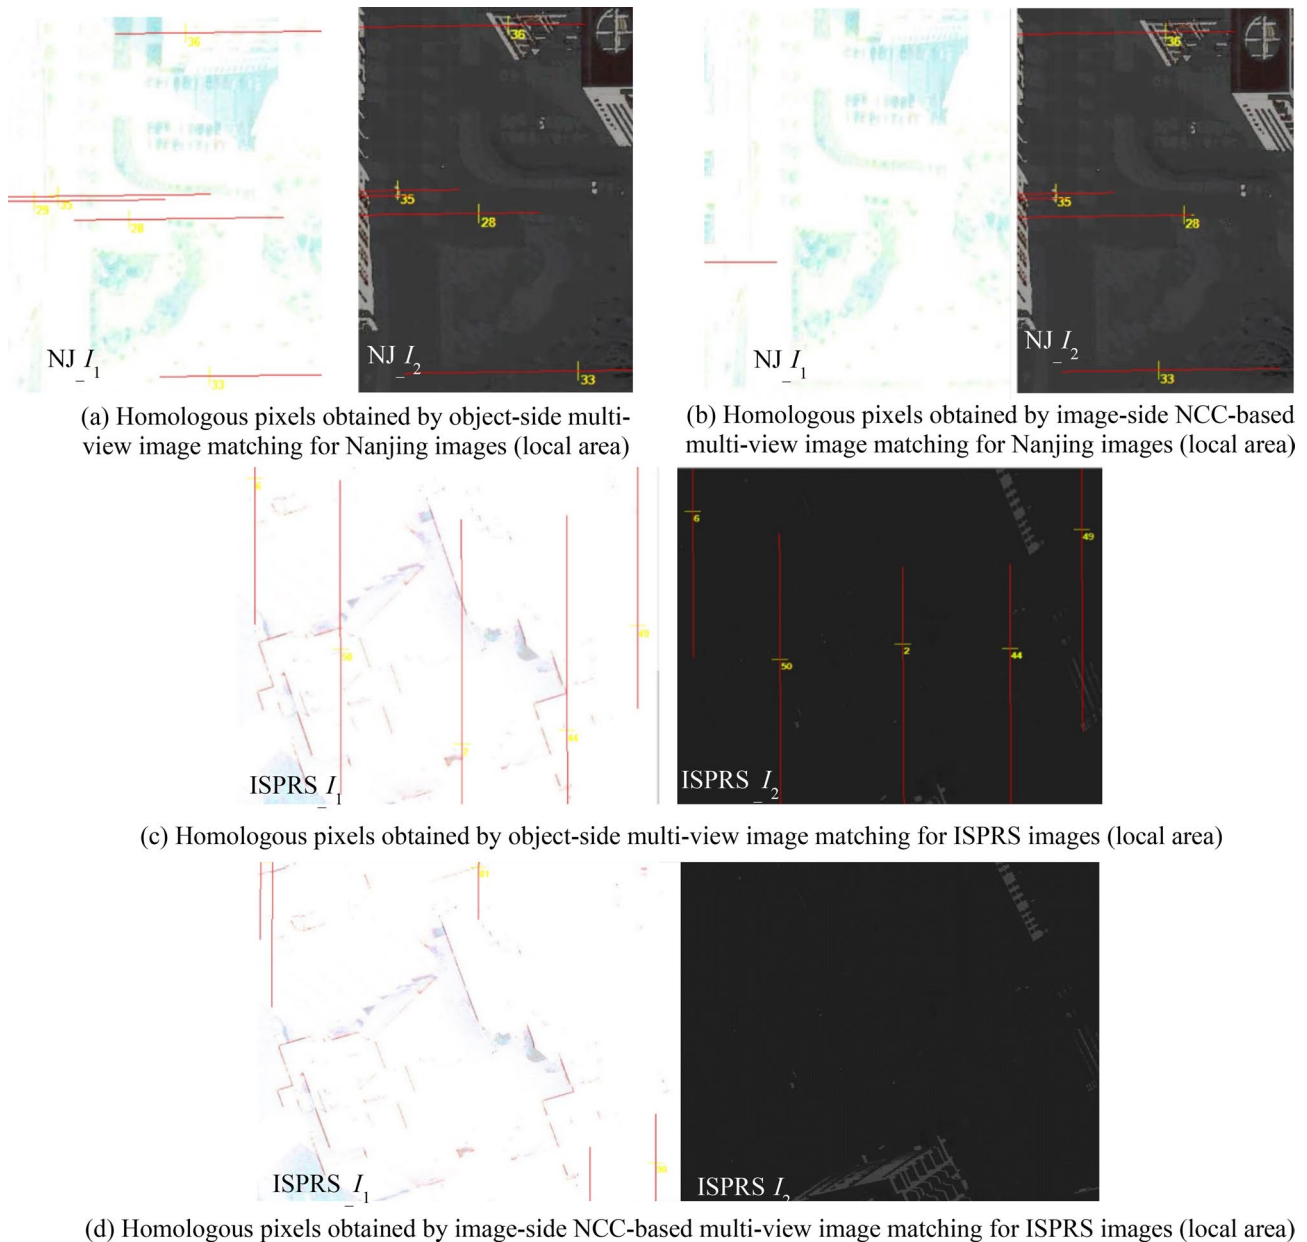 36
36
29
35
28
35
28
33
33
NJ_I1
NJ_I2
36
35
28
33
NJ_I1
NJ_I2
(a) Homologous pixels obtained by object-side multi-
view image matching for Nanjing images (local area)
(b) Homologous pixels obtained by image-side NCC-based
multi-view image matching for Nanjing images (local area)
6
50
2
44
49
ISPRS_I1
6
50
2
44
49
ISPRS_I2
(c) Homologous pixels obtained by object-side multi-view image matching for ISPRS images (local area)
ISPRS_I1
ISPRS_I2
(d) Homologous pixels obtained by image-side NCC-based multi-view image matching for ISPRS images (local area)